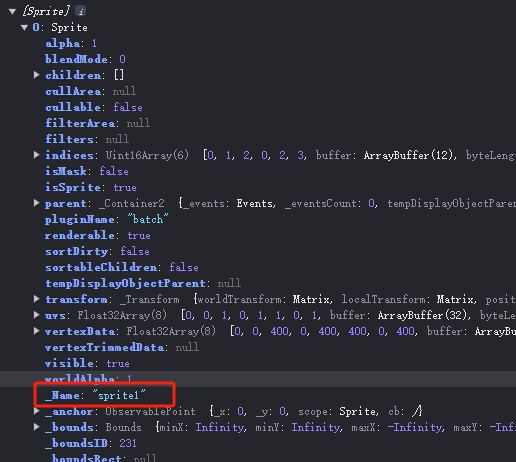 [Sprite] i
0: Sprite
alpha: 1
blendMode: 0
children: []
cullArea: null
cullable: false
filterArea: null
filters: null
indices: Uint16Array(6) [0, 1, 2, 0, 2, 3, buffer: ArrayBuffer(12), byteLeng
isMask: false
isSprite: true
parent: _Container2 {_events: Events, _eventsCount: 0, tempDisplayObjectParen
pluginName: "batch"
renderable: true
sortDirty: false
sortableChildren: false
tempDisplayObjectParent: null
transform: _Transform {worldTransform: Matrix, localTransform: Matrix, posit
uvs: Float32Array(8) [0, 0, 1, 0, 1, 1, 0, 1, buffer: ArrayBuffer(32), byteLe
vertexData: Float32Array(8) [0, 0, 400, 0, 400, 400, 0, 400, buffer: ArrayBuf
vertexTrimmedData: null
visible: true
worldAlpha: 1
_Name: "sprite1"
_anchor: ObservablePoint {_x: 0, _y: 0, scope: Sprite, cb: ƒ}
_bounds: Bounds {minX: Infinity, minY: Infinity, maxX: -Infinity, maxY: -Infi
_boundsID: 231
_boundsRect: null